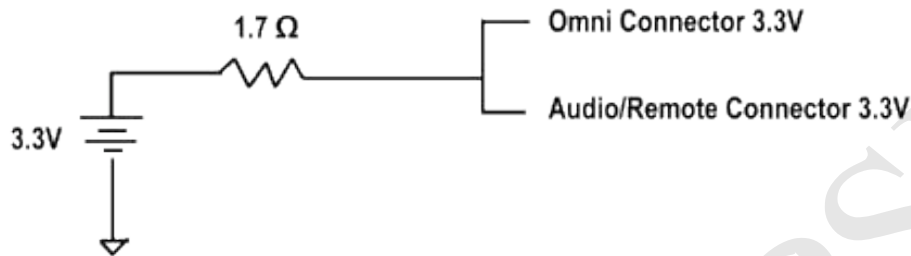 1.7 Ω
Omni Connector 3.3V
3.3V
Audio/Remote Connector 3.3V